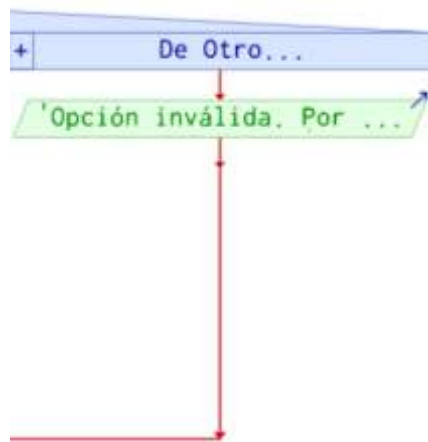 + De Otro...
'Opción inválida. Por ...